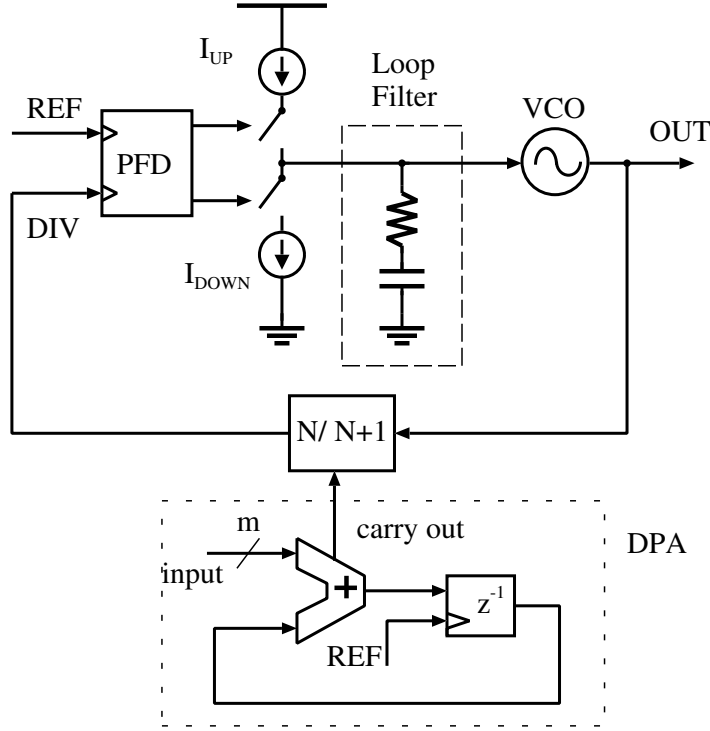 I_UP
Loop
Filter
VCO
REF
OUT
PFD
DIV
I_DOWN
N/ N+1
m
carry out
DPA
input
+
z^-1
REF